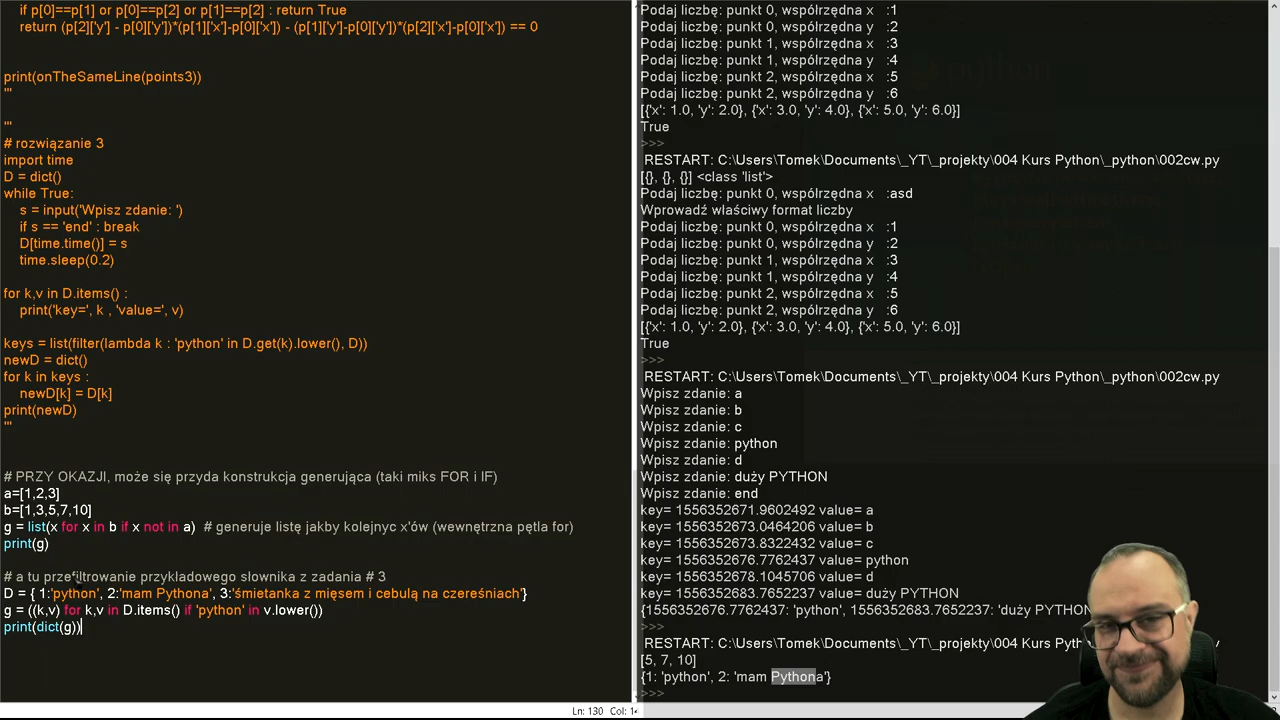 if p[0]==p[1] or p[0]==p[2] or p[1]==p[2] : return True
return (p[2]['y'] - p[0]['y'])*(p[1]['x']-p[0]['x']) - (p[1]['y']-p[0]['y'])*(p[2]['x']-p[0]['x']) == 0
print(onTheSameLine(points3))
'''
'''
# rozwiązanie 3
import time
D = dict()
while True:
s = input('Wpisz zdanie: ')
if s == 'end' : break
D[time.time()] = s
time.sleep(0.2)
for k,v in D.items() :
print('key=', k , 'value=', v)
keys = list(filter(lambda k : 'python' in D.get(k).lower(), D))
newD = dict()
for k in keys :
newD[k] = D[k]
print(newD)
'''
# PRZY OKAZJI, może się przyda konstrukcja generująca (taki miks FOR i IF)
a=[1,2,3]
b=[1,3,5,7,10]
g = list(x for x in b if x not in a)  # generuje listę jakby kolejnyc x'ów (wewnętrzna pętla for)
print(g)
# a tu przefiltrowanie przykladowego slownika z zadania # 3
D = { 1:'python', 2:'mam Pythona', 3:'śmietanka z mięsem i cebulą na czereśniach'}
g = ((k,v) for k,v in D.items() if 'python' in v.lower())
print(dict(g))
Ln: 130 Col: 14
Podaj liczbę: punkt 0, współrzędna x :1
Podaj liczbę: punkt 0, współrzędna y :2
Podaj liczbę: punkt 1, współrzędna x :3
Podaj liczbę: punkt 1, współrzędna y :4
Podaj liczbę: punkt 2, współrzędna x :5
Podaj liczbę: punkt 2, współrzędna y :6
[{'x': 1.0, 'y': 2.0}, {'x': 3.0, 'y': 4.0}, {'x': 5.0, 'y': 6.0}]
True
>>>
RESTART: C:\Users\Tomek\Documents\_YT\_projekty\004 Kurs Python\_python\002cw.py
[{}, {}, {}] <class 'list'>
Podaj liczbę: punkt 0, współrzędna x :asd
Wprowadź właściwy format liczby
Podaj liczbę: punkt 0, współrzędna x :1
Podaj liczbę: punkt 0, współrzędna y :2
Podaj liczbę: punkt 1, współrzędna x :3
Podaj liczbę: punkt 1, współrzędna y :4
Podaj liczbę: punkt 2, współrzędna x :5
Podaj liczbę: punkt 2, współrzędna y :6
[{'x': 1.0, 'y': 2.0}, {'x': 3.0, 'y': 4.0}, {'x': 5.0, 'y': 6.0}]
True
>>>
RESTART: C:\Users\Tomek\Documents\_YT\_projekty\004 Kurs Python\_python\002cw.py
Wpisz zdanie: a
Wpisz zdanie: b
Wpisz zdanie: c
Wpisz zdanie: python
Wpisz zdanie: d
Wpisz zdanie: duży PYTHON
Wpisz zdanie: end
key= 1556352671.9602492 value= a
key= 1556352673.0464206 value= b
key= 1556352673.8322432 value= c
key= 1556352676.7762437 value= python
key= 1556352678.1045706 value= d
key= 1556352683.7652237 value= duży PYTHON
{1556352676.7762437: 'python', 1556352683.7652237: 'duży PYTHON
>>>
RESTART: C:\Users\Tomek\Documents\_YT\_projekty\004 Kurs Pyth
[5, 7, 10]
{1: 'python', 2: 'mam Pythona'}
>>>